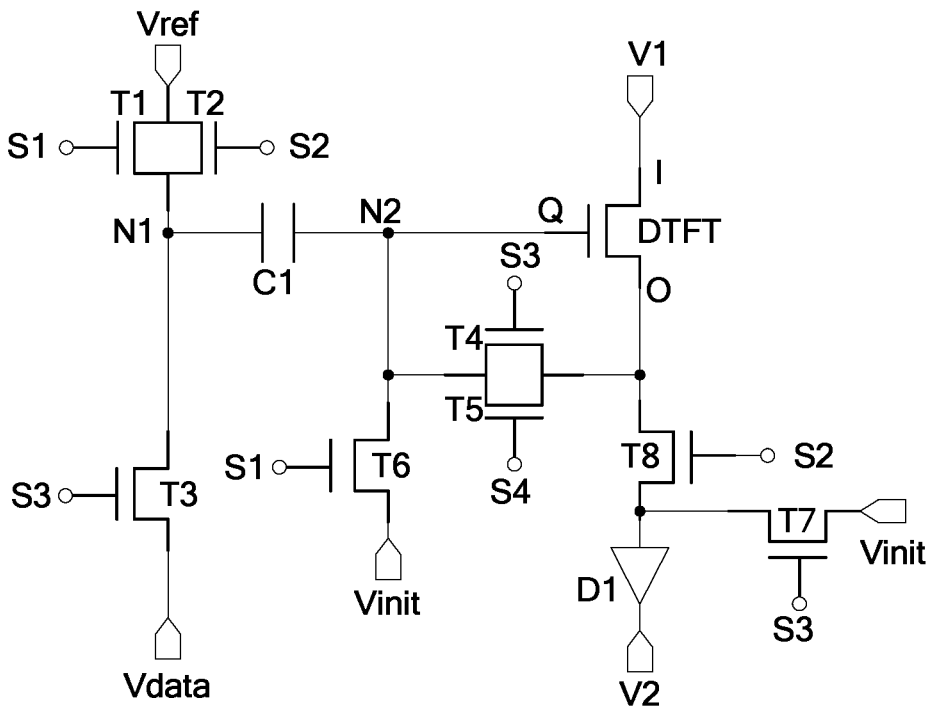 Vref
V1
T1 T2
S1
S2
I
N1
N2
Q
DTFT
C1
S3
O
T4
T5
S1
T6
T8
S2
S3
T3
S4
T7
Vinit
D1
Vinit
S3
Vdata
V2